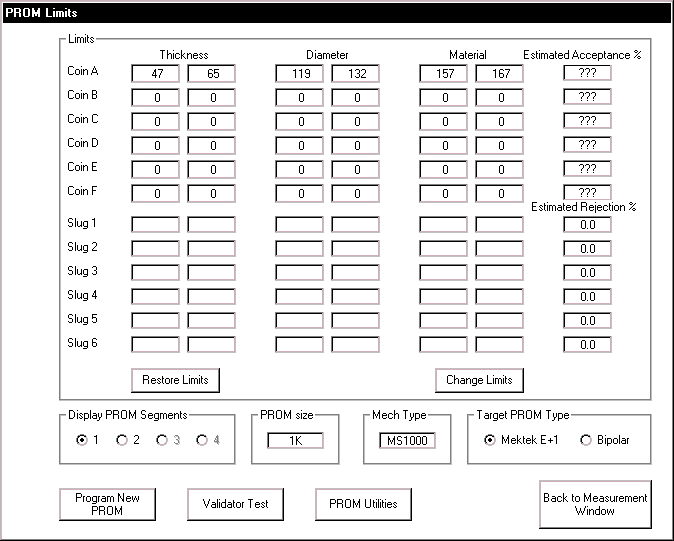 PROM Limits
Limits
Thickness Diameter Material Estimated Acceptance %
Coin A 47 65 119 132 157 167 ???
Coin B 0 0 0 0 0 0 ???
Coin C 0 0 0 0 0 0 ???
Coin D 0 0 0 0 0 0 ???
Coin E 0 0 0 0 0 0 ???
Coin F 0 0 0 0 0 0 ???
Estimated Rejection %
Slug 1 0.0
Slug 2 0.0
Slug 3 0.0
Slug 4 0.0
Slug 5 0.0
Slug 6 0.0
Restore Limits Change Limits
Display PROM Segments PROM size Mech Type Target PROM Type
1 2 3 4 1K MS1000 Mektek E+1 Bipolar
Program New
PROM
Validator Test
PROM Utilities
Back to Measurement
Window